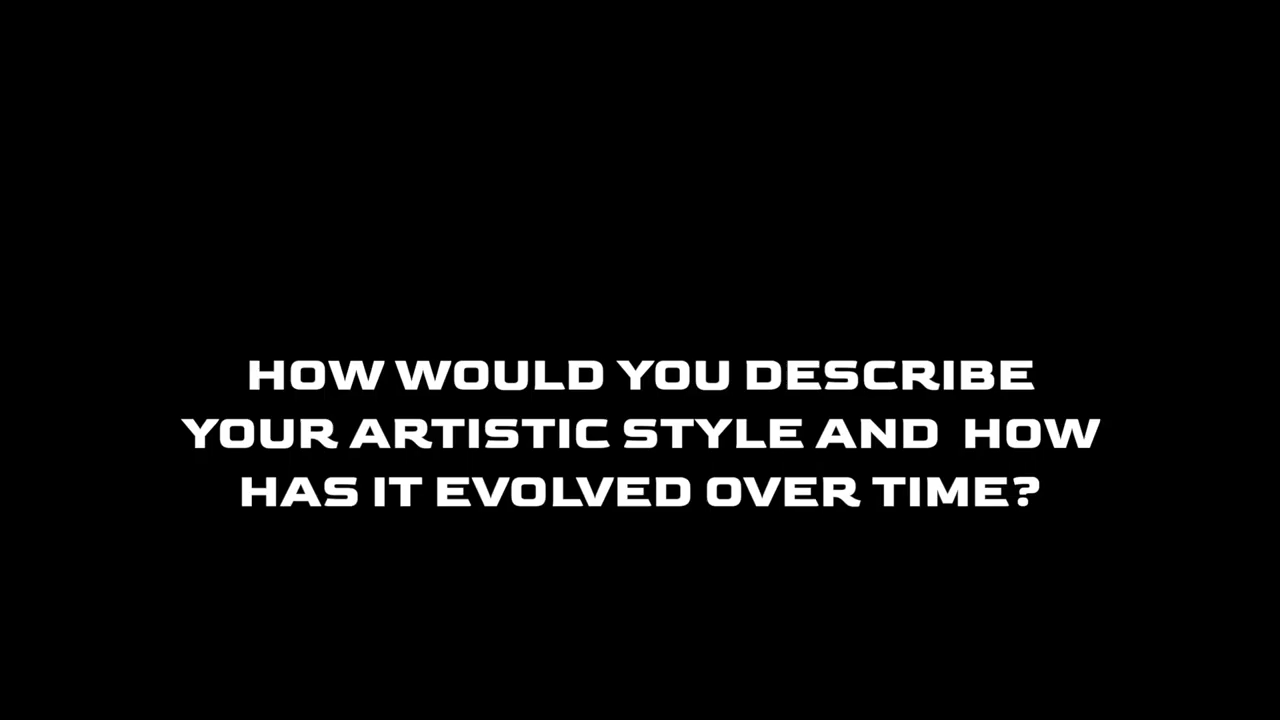 HOW WOULD YOU DESCRIBE
YOUR ARTISTIC STYLE AND  HOW
HAS IT EVOLVED OVER TIME?